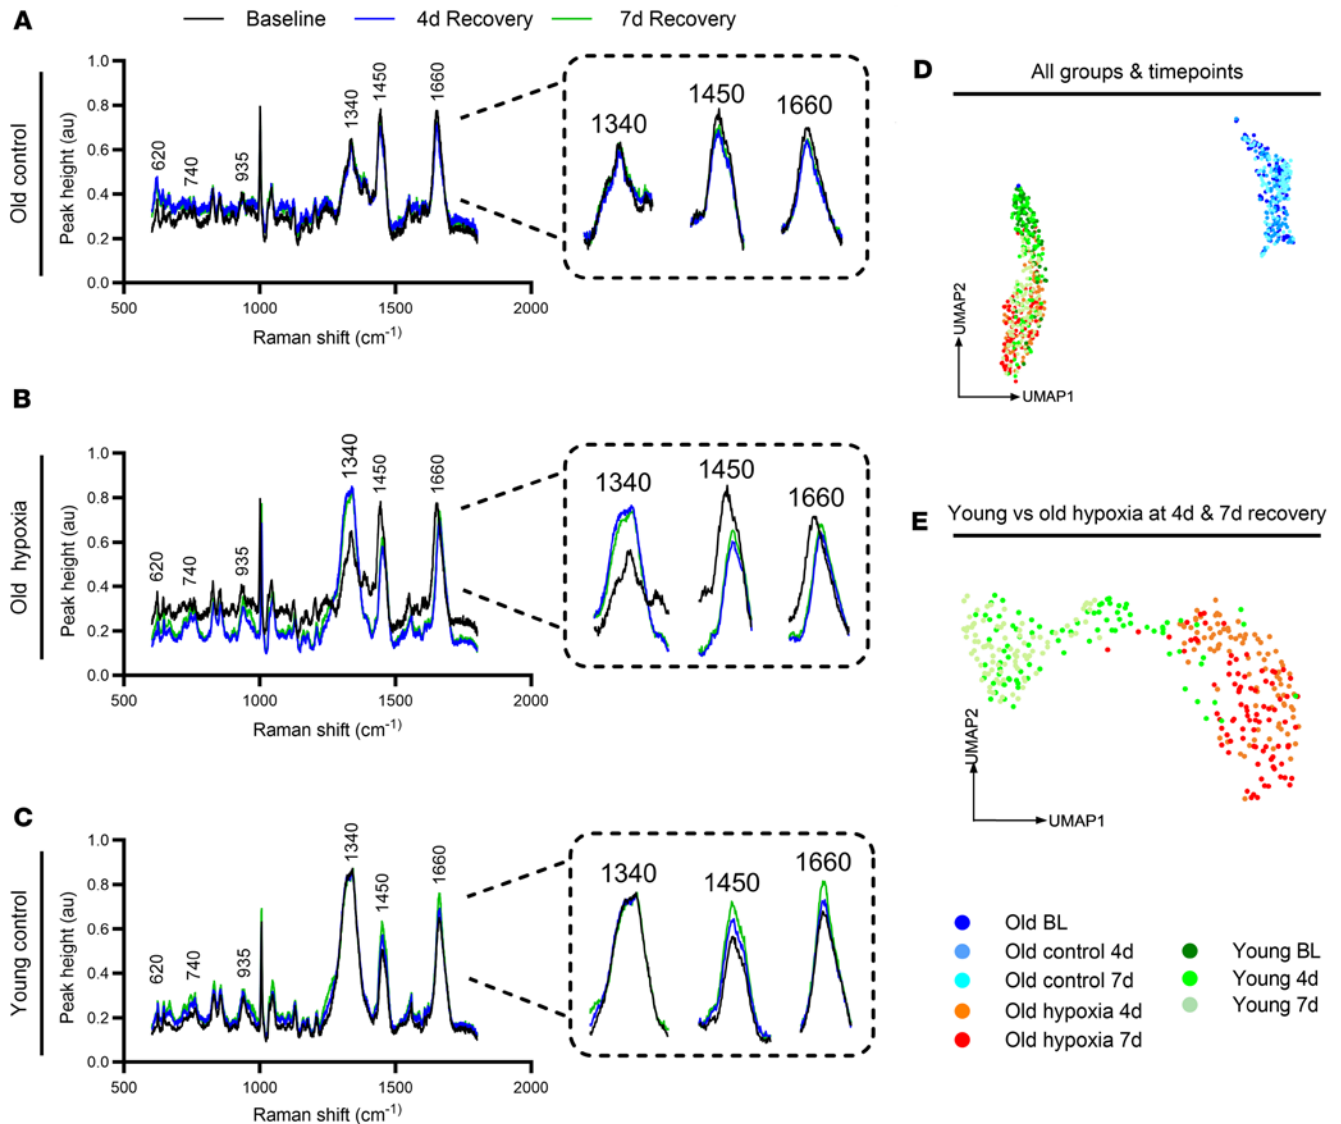 A
Baseline
4d Recovery
7d Recovery
Old control
Peak height (au)
1.0
0.8
0.6
0.4
0.2
0.0
620
740
935
1340
1450
1660
500
1000
1500
2000
Raman shift (cm-1)
1340
1450
1660
B
Old hypoxia
Peak height (au)
1.0
0.8
0.6
0.4
0.2
0.0
620
740
935
1340
1450
1660
500
1000
1500
2000
Raman shift (cm-1)
1340
1450
1660
C
Young control
Peak height (au)
1.0
0.8
0.6
0.4
0.2
0.0
620
740
935
1340
1450
1660
500
1000
1500
2000
Raman shift (cm-1)
1340
1450
1660
D
All groups & timepoints
UMAP2
UMAP1
E
Young vs old hypoxia at 4d & 7d recovery
UMAP2
UMAP1
Old BL
Old control 4d
Old control 7d
Old hypoxia 4d
Old hypoxia 7d
Young BL
Young 4d
Young 7d